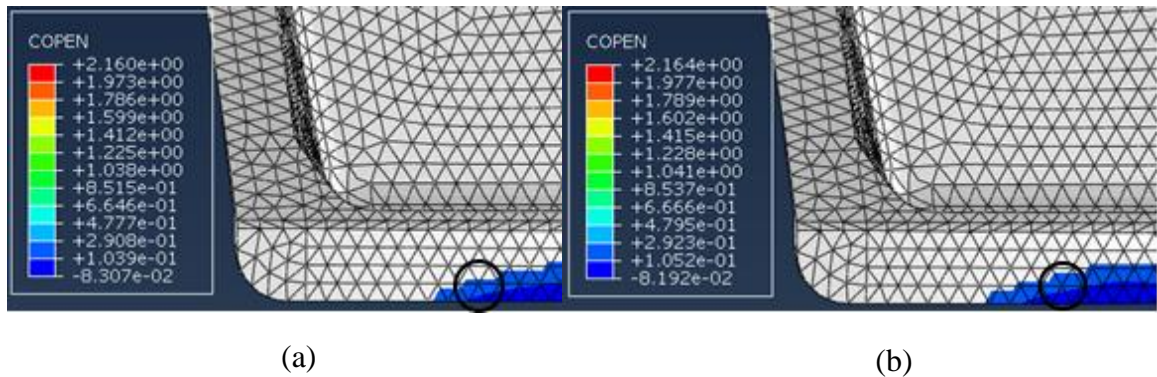 COPEN
+2.160e+00
+1.973e+00
+1.786e+00
+1.599e+00
+1.412e+00
+1.225e+00
+1.038e+00
+8.515e-01
+6.646e-01
+4.777e-01
+2.908e-01
+1.039e-01
-8.307e-02
COPEN
+2.164e+00
+1.977e+00
+1.789e+00
+1.602e+00
+1.415e+00
+1.228e+00
+1.041e+00
+8.537e-01
+6.666e-01
+4.795e-01
+2.923e-01
+1.052e-01
-8.192e-02
(a)
(b)